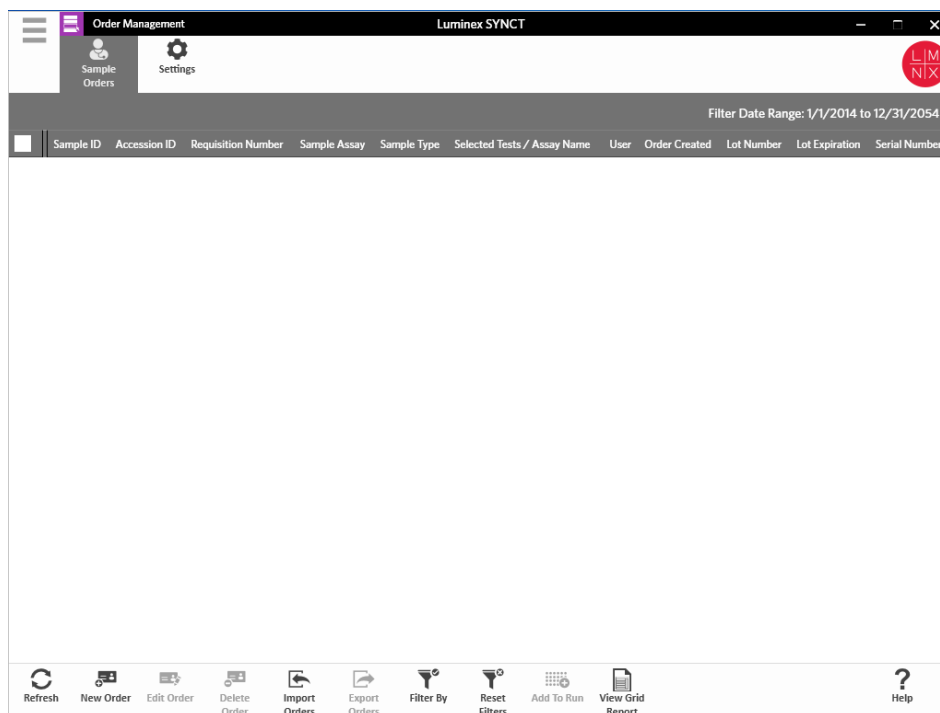 Order Management
Luminex SYNCT
Sample
Orders
Settings
L M
N X
Filter Date Range: 1/1/2014 to 12/31/2054
Sample ID Accession ID Requisition Number Sample Assay Sample Type Selected Tests / Assay Name User Order Created Lot Number Lot Expiration Serial Number
Refresh
New Order
Edit Order
Delete
Order
Import
Orders
Export
Orders
Filter By
Reset
Filters
Add To Run
View Grid
Report
Help